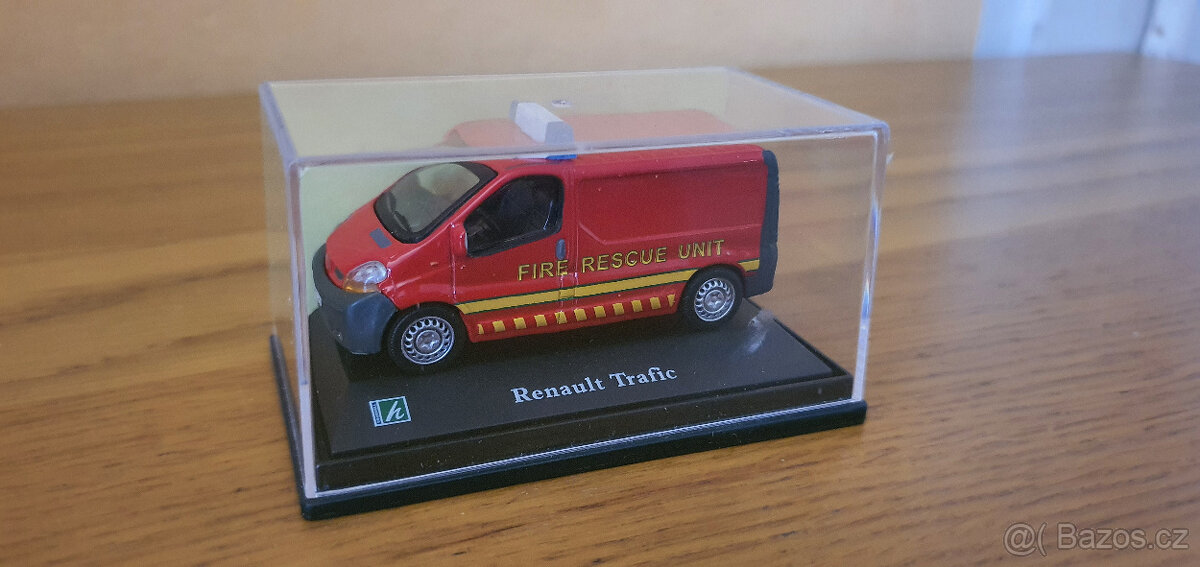 FIRE RESCUE UNIT
Renault Trafic
h
@( Bazos.cz